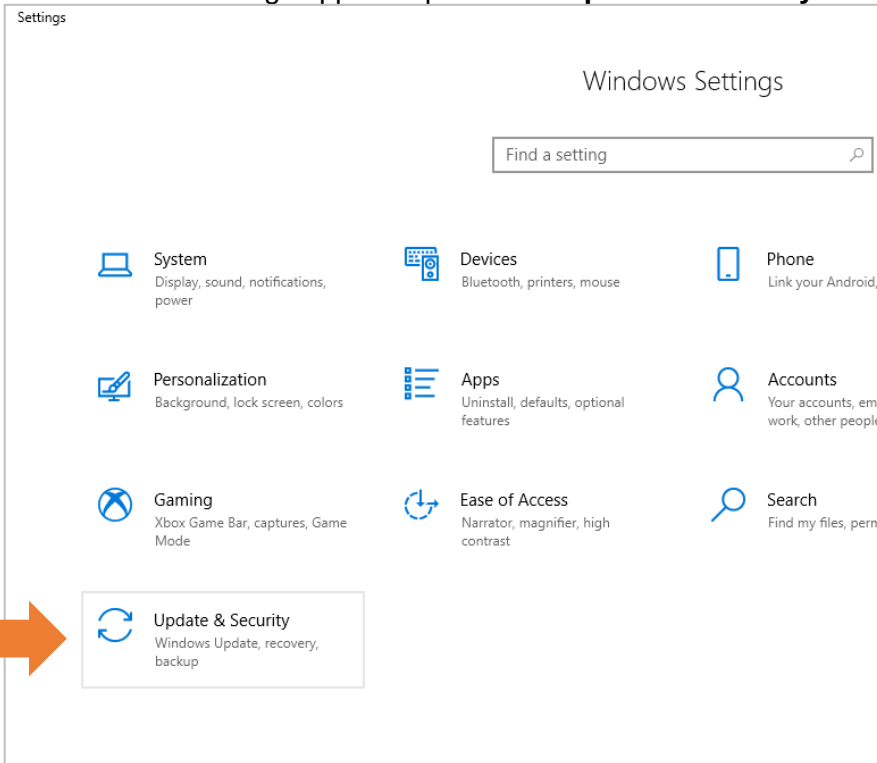 Settings
Windows Settings
Find a setting
System
Display, sound, notifications,
power
Devices
Bluetooth, printers, mouse
Phone
Link your Android,
Personalization
Background, lock screen, colors
Apps
Uninstall, defaults, optional
features
Accounts
Your accounts, em
work, other people
Gaming
Xbox Game Bar, captures, Game
Mode
Ease of Access
Narrator, magnifier, high
contrast
Search
Find my files, perm
Update & Security
Windows Update, recovery,
backup